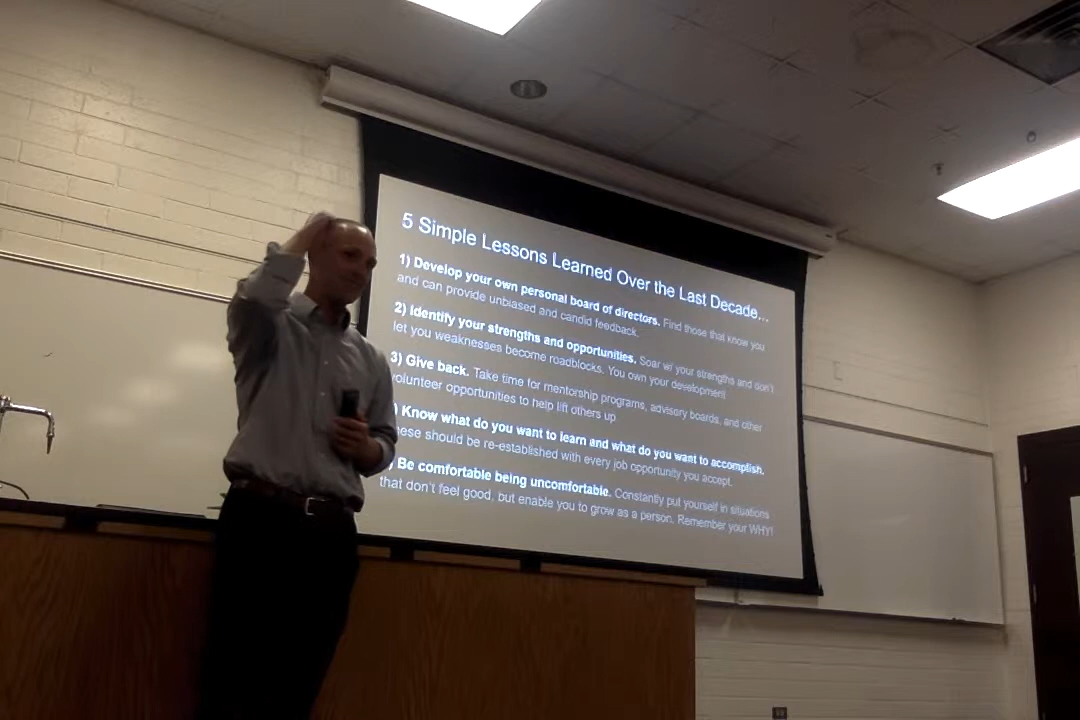 5 Simple Lessons Learned Over the Last Decade...
1) Develop your own personal board of directors. Find those that know you
and can provide unbiased and candid feedback.
2) Identify your strengths and opportunities. Soar w/ your strengths and don't
let you weaknesses become roadblocks. You own your development!
3) Give back. Take time for mentorship programs, advisory boards, and other
volunteer opportunities to help lift others up.
) Know what do you want to learn and what do you want to accomplish.
hese should be re-established with every job opportunity you accept.
Be comfortable being uncomfortable. Constantly put yourself in situations
that don't feel good, but enable you to grow as a person. Remember your WHY!